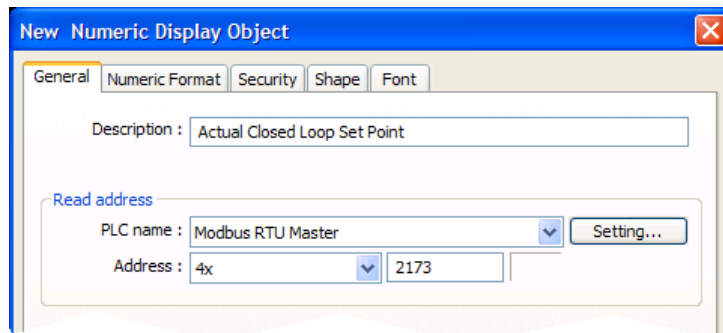 New Numeric Display Object
General Numeric Format Security Shape Font
Description : Actual Closed Loop Set Point
Read address
PLC name : Modbus RTU Master Setting...
Address : 4x 2173